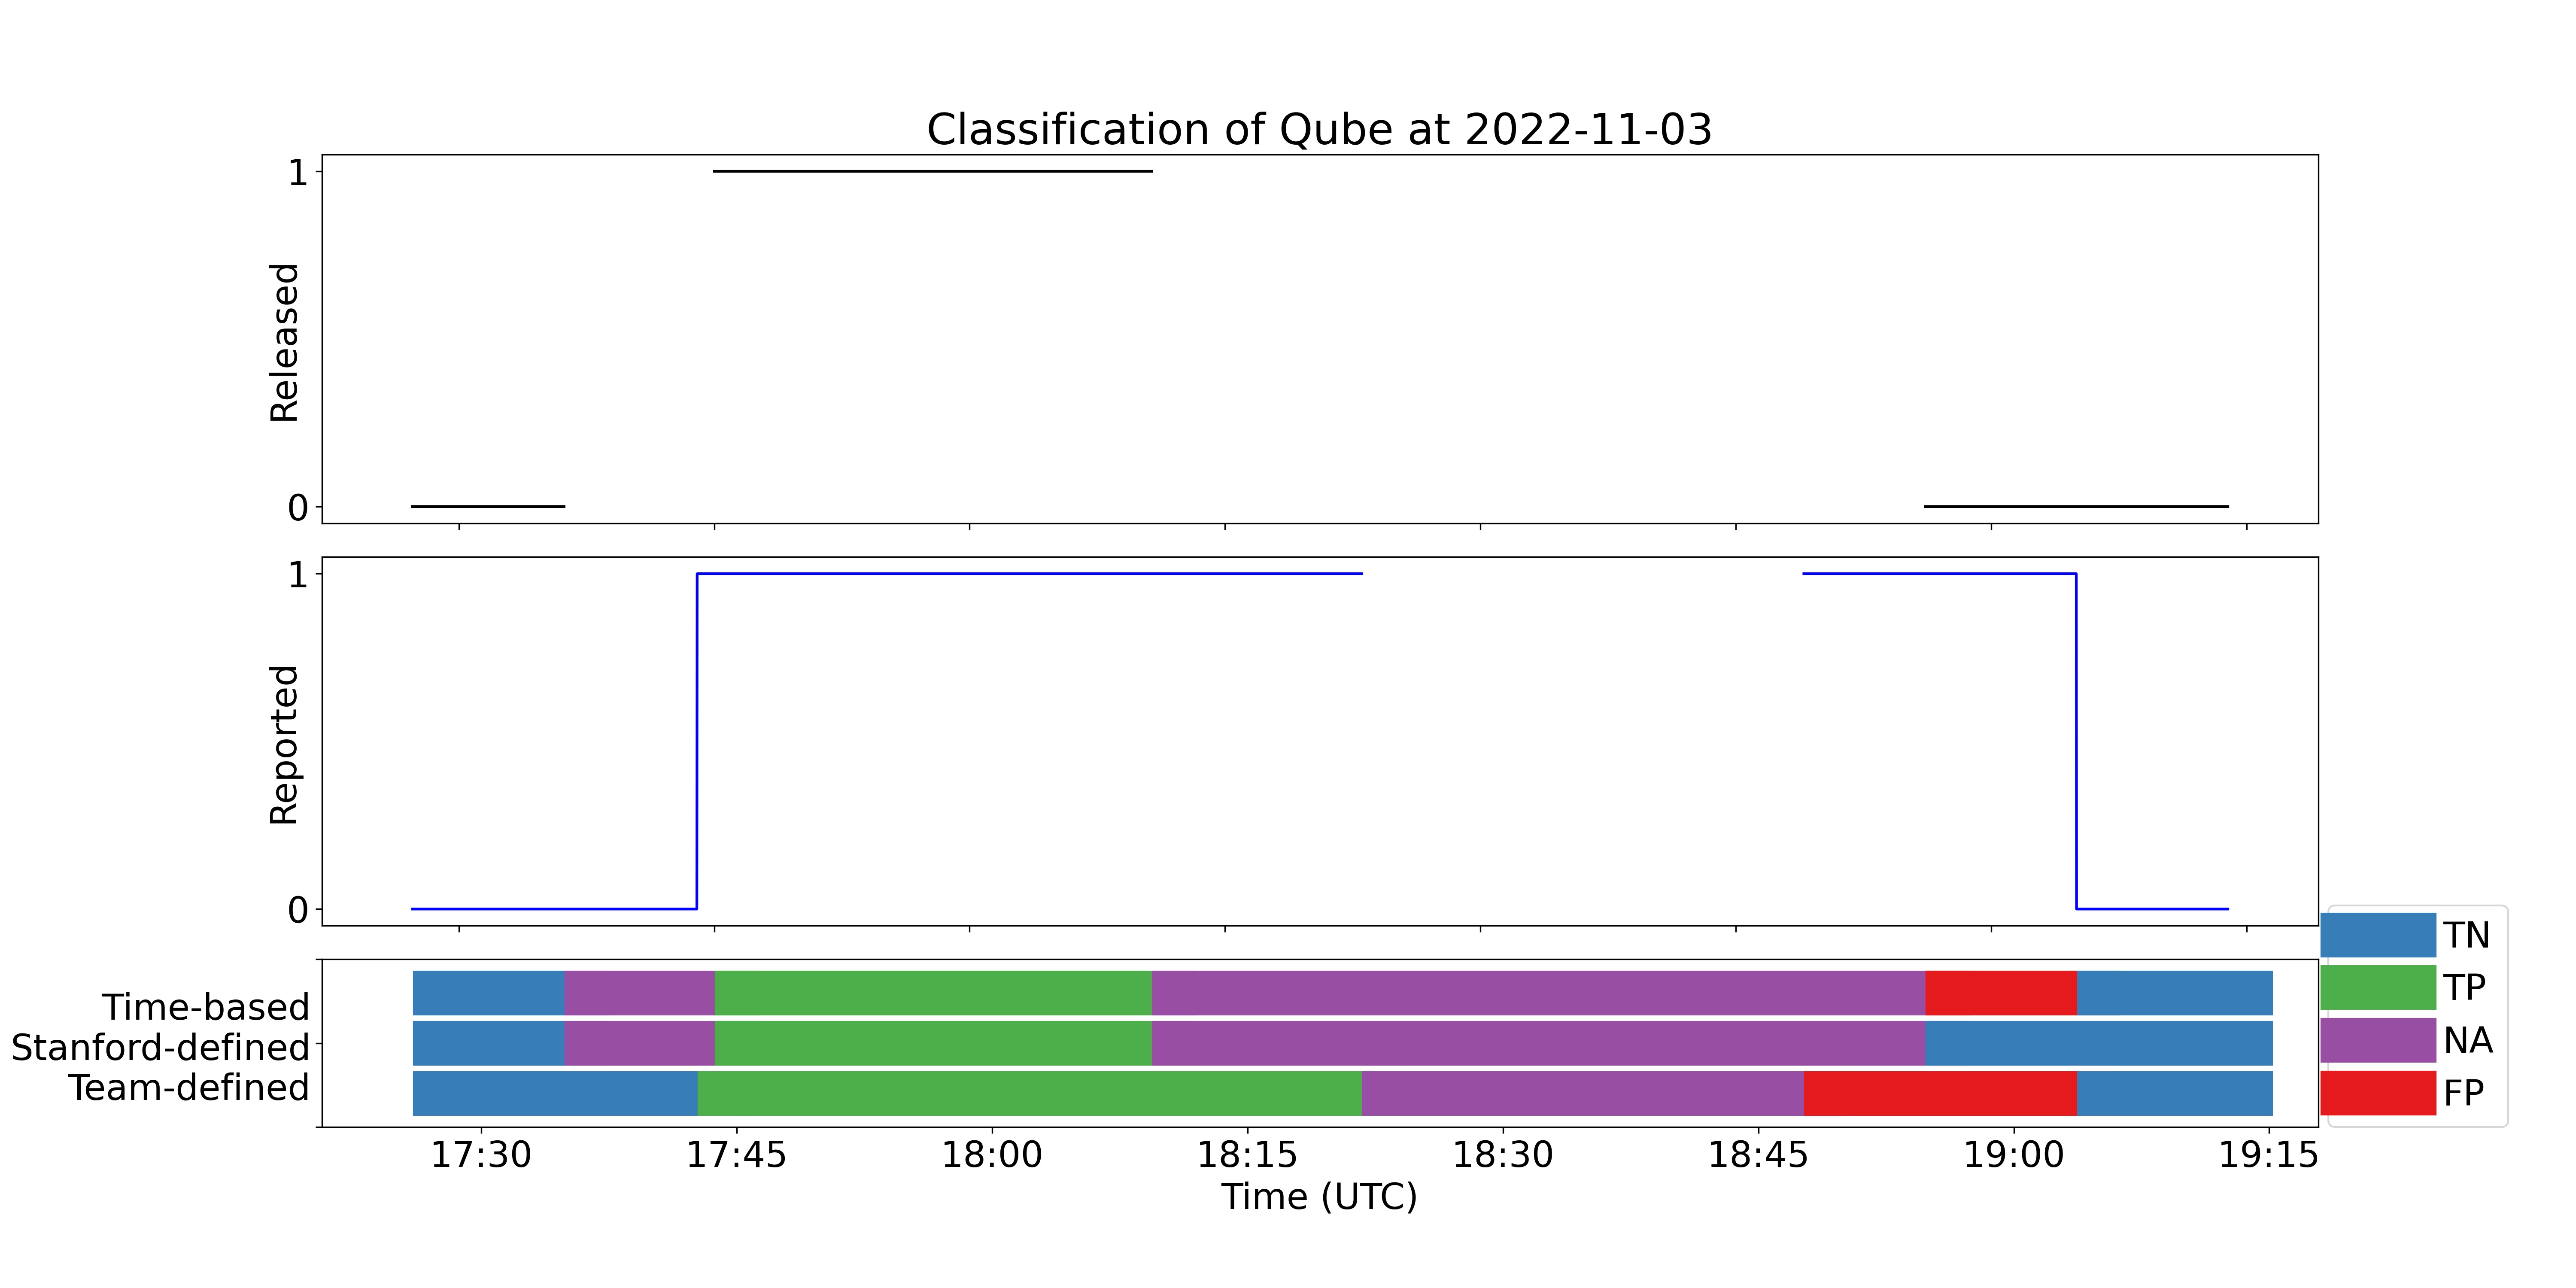 Classification of Qube at 2022-11-03
1
Released
0
1
Reported
0
TN
TP
NA
FP
Time-based
Stanford-defined
Team-defined
17:30 17:45 18:00 18:15 18:30 18:45 19:00 19:15
Time (UTC)